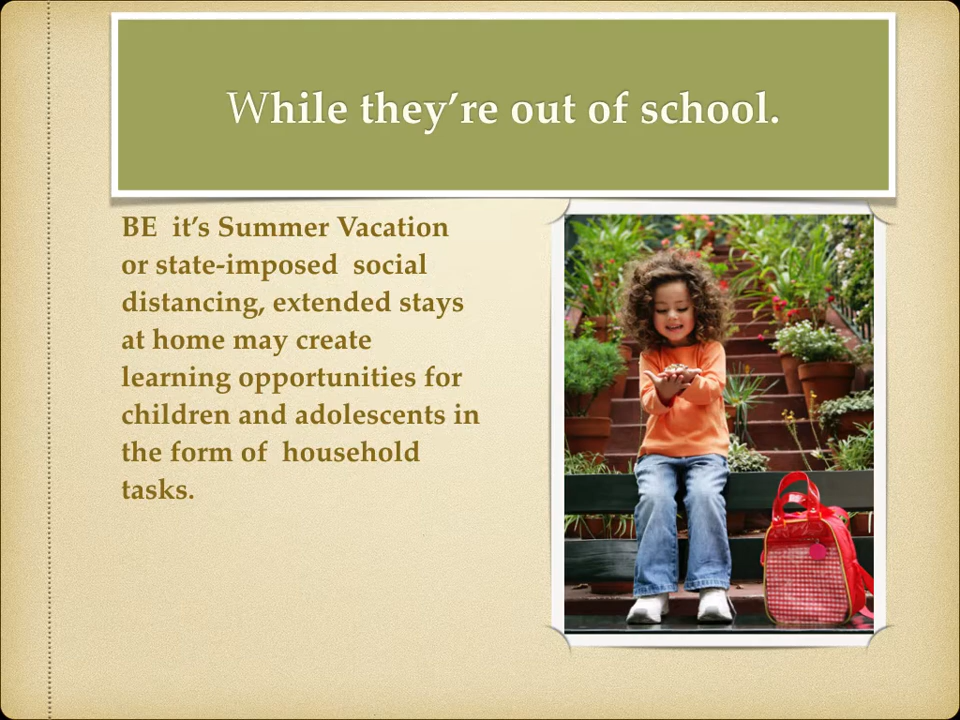 While they’re out of school.
BE it’s Summer Vacation
or state-imposed social
distancing, extended stays
at home may create
learning opportunities for
children and adolescents in
the form of household
tasks.